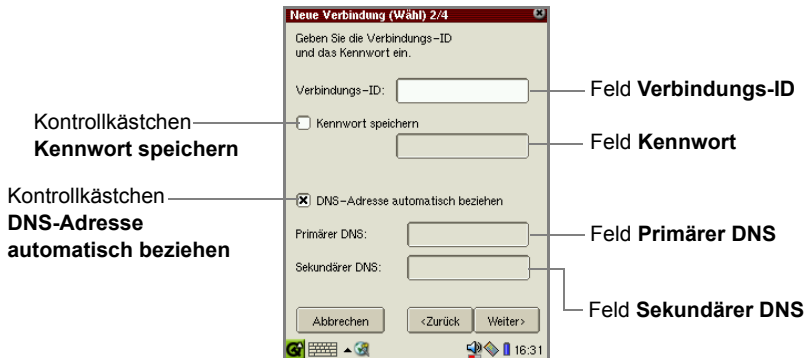 Neue Verbindung (Wähl) 2/4
Geben Sie die Verbindungs-ID
und das Kennwort ein.
Verbindungs-ID:
Feld Verbindungs-ID
Kontrollkästchen
Kennwort speichern
Kennwort speichern
Feld Kennwort
Kontrollkästchen
DNS-Adresse
automatisch beziehen
DNS-Adresse automatisch beziehen
Primärer DNS:
Feld Primärer DNS
Sekundärer DNS:
Feld Sekundärer DNS
Abbrechen
<Zurück
Weiter>
16:31